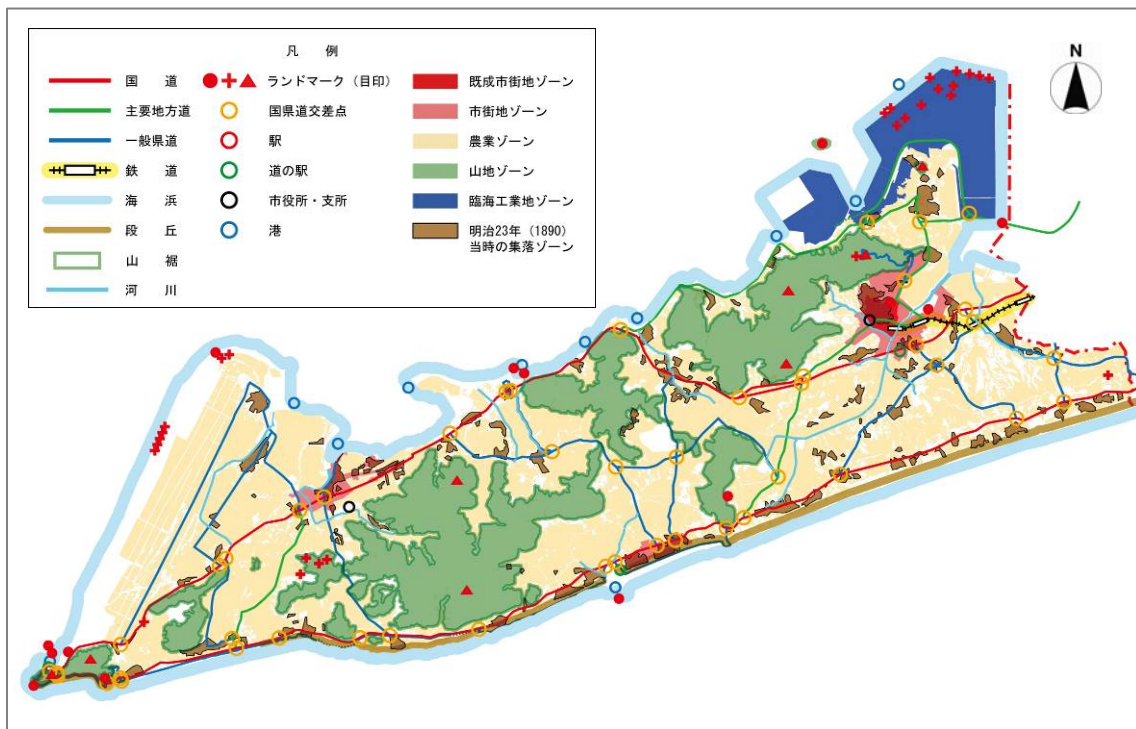 凡　例
国　道
主要地方道
一般県道
鉄　道
海　浜
段　丘
山　裾
河　川
ランドマーク（目印）
国県道交差点
駅
道の駅
市役所・支所
港
既成市街地ゾーン
市街地ゾーン
農業ゾーン
山地ゾーン
臨海工業地ゾーン
明治23年（1890）
当時の集落ゾーン
N